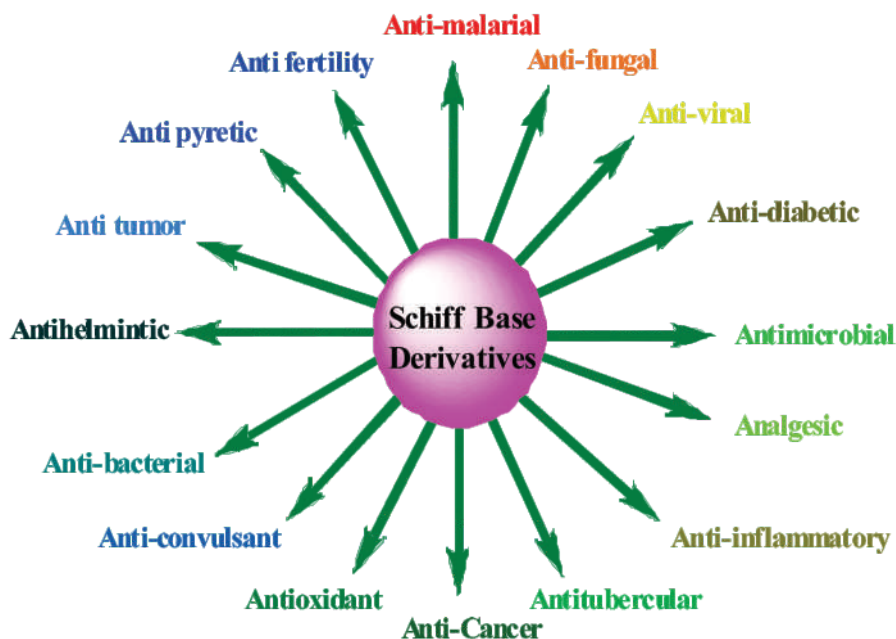 Anti-malarial
Anti fertility
Anti-fungal
Anti-viral
Anti pyretic
Anti-diabetic
Anti tumor
Schiff Base
Derivatives
Antihelmintic
Antimicrobial
Analgesic
Anti-bacterial
Anti-convulsant
Anti-inflammatory
Antioxidant
Antitubercular
Anti-Cancer